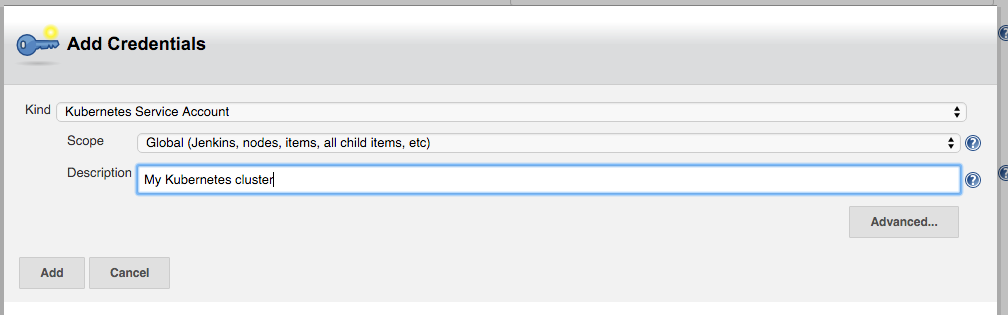 Add Credentials
Kind Kubernetes Service Account
Scope Global (Jenkins, nodes, items, all child items, etc)
Description My Kubernetes cluster
Advanced...
Add Cancel